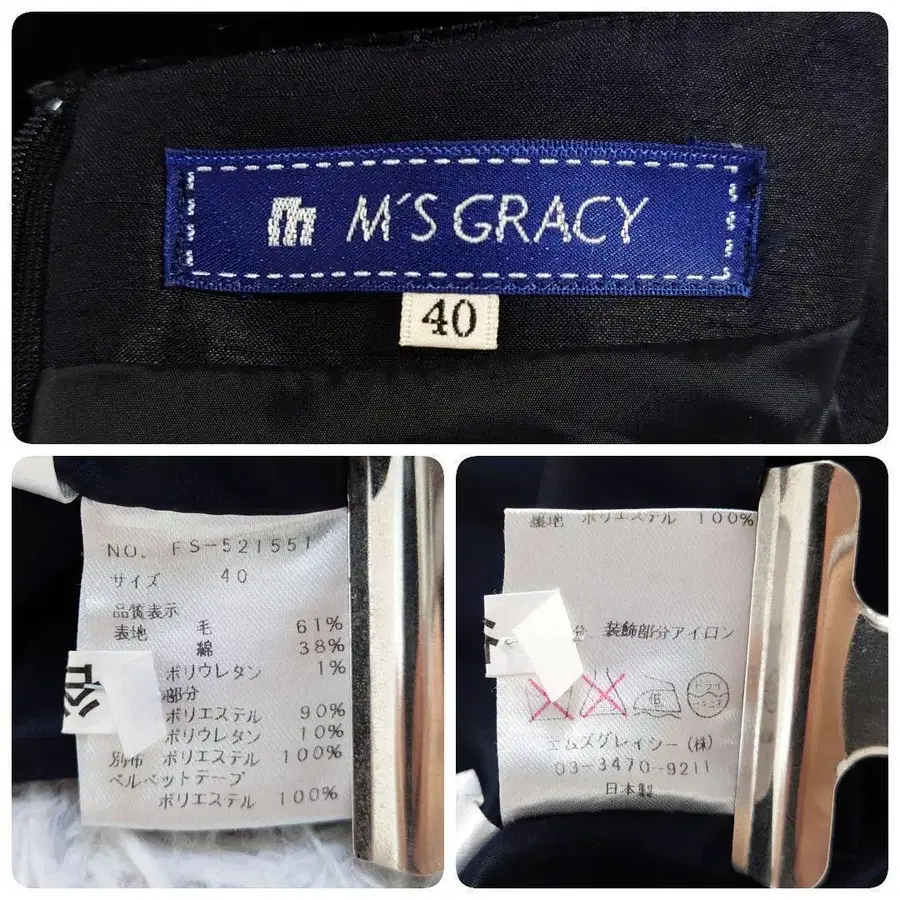 M'S GRACY
40
NO. FS-521551
サイズ 40
品質表示
表地 毛 61%
綿 38%
ポリウレタン 1%
部分
ポリエステル 90%
ポリウレタン 10%
別布 ポリエステル 100%
ベルベットテープ
ポリエステル 100%
裏地 ポリエステル 100%
分、装飾部分アイロン
低
ドライ
エムズグレイシー(株)
03-3470-9211
日本製